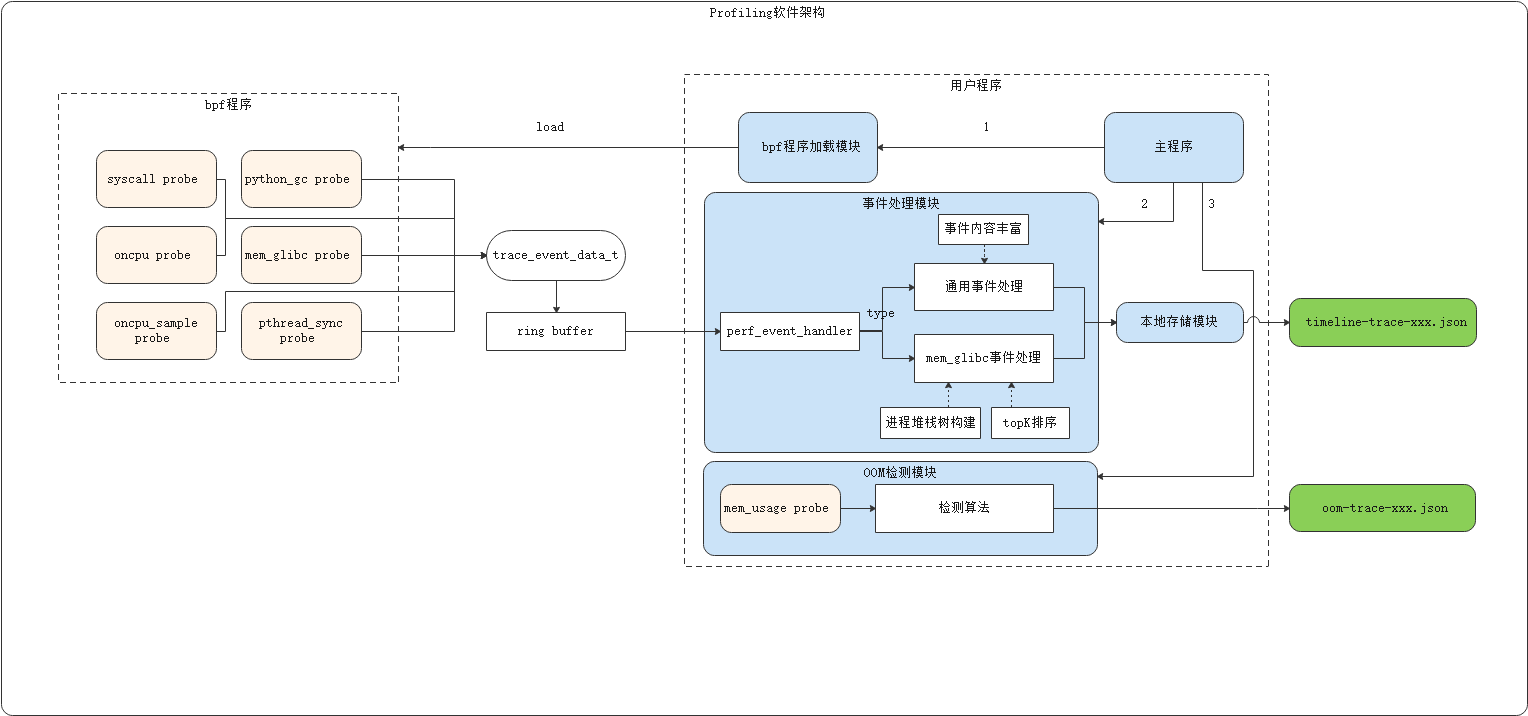 Profiling软件架构
bpf程序
syscall probe
python_gc probe
oncpu probe
mem_glibc probe
oncpu_sample
probe
pthread_sync
probe
load
trace_event_data_t
ring buffer
用户程序
bpf程序加载模块
1
主程序
2
3
事件处理模块
事件内容丰富
通用事件处理
type
perf_event_handler
mem_glibc事件处理
进程堆栈树构建
topK排序
本地存储模块
timeline-trace-xxx.json
OOM检测模块
mem_usage probe
检测算法
oom-trace-xxx.json